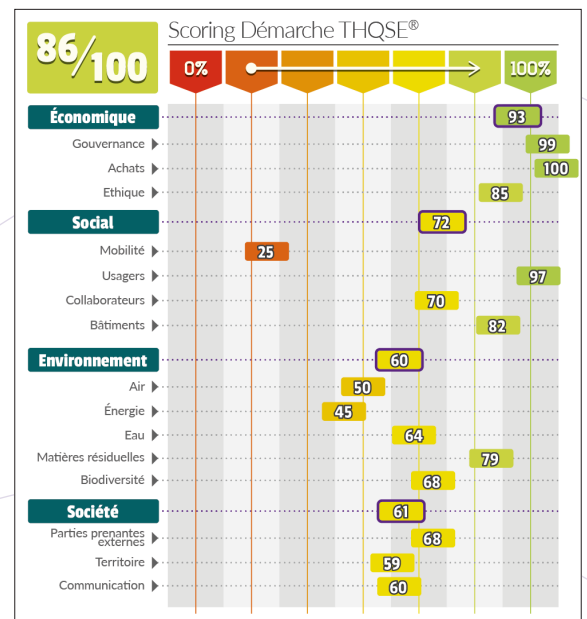 86/100
Scoring Démarche THQSE®
0%
100%
Économique
93
Gouvernance
99
Achats
100
Ethique
85
Social
72
Mobilité
25
Usagers
97
Collaborateurs
70
Bâtiments
82
Environnement
60
Air
50
Énergie
45
Eau
64
Matières résiduelles
79
Biodiversité
68
Société
61
Parties prenantes
externes
68
Territoire
59
Communication
60